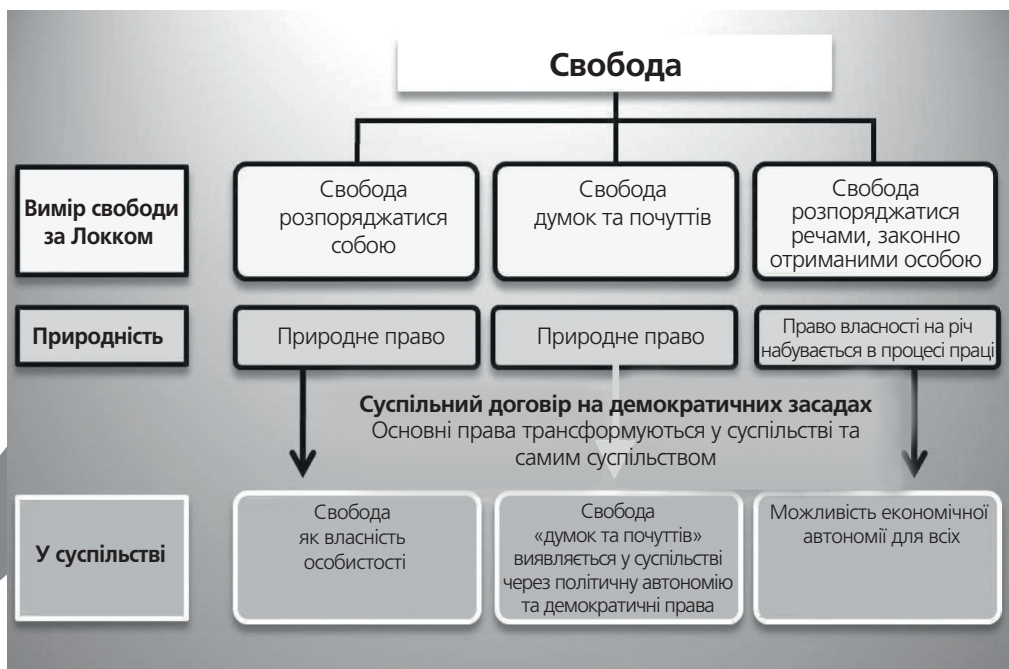 Свобода
Вимір свободи
за Локком
Свобода
розпоряджатися
собою
Свобода
думок та почуттів
Свобода
розпоряджатися
речами, законно
отриманими особою
Природність
Природне право
Природне право
Право власності на річ
набувається в процесі праці
Суспільний договір на демократичних засадах
Основні права трансформуються у суспільстві та
самим суспільством
У суспільстві
Свобода
як власність
особистості
Свобода
«думок та почуттів»
виявляється у суспільстві
через політичну автономію
та демократичні права
Можливість економічної
автономії для всіх